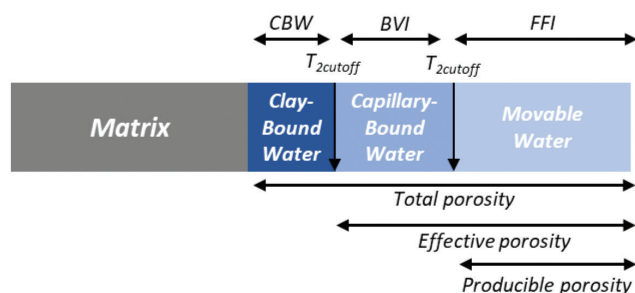 CBW BVI FFI
T2cutoff T2cutoff
Matrix
Clay-
Bound
Water
Capillary-
Bound
Water
Movable
Water
Total porosity
Effective porosity
Producible porosity